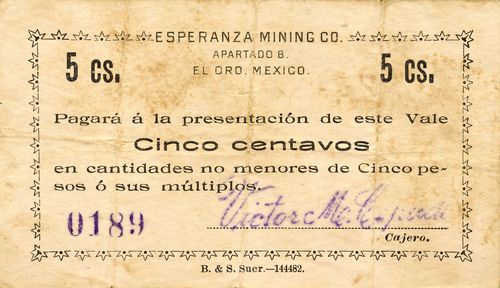 ESPERANZA MINING CO.
APARTADO 8.
EL ORO, MEXICO.
5 cs. 5 cs.
Pagará á la presentación de este Vale
Cinco centavos
en cantidades no menores de Cinco pe-
sos ó sus múltiplos.
0189 Victor M.
Cajero.
B. & S. Sucr.—144482.